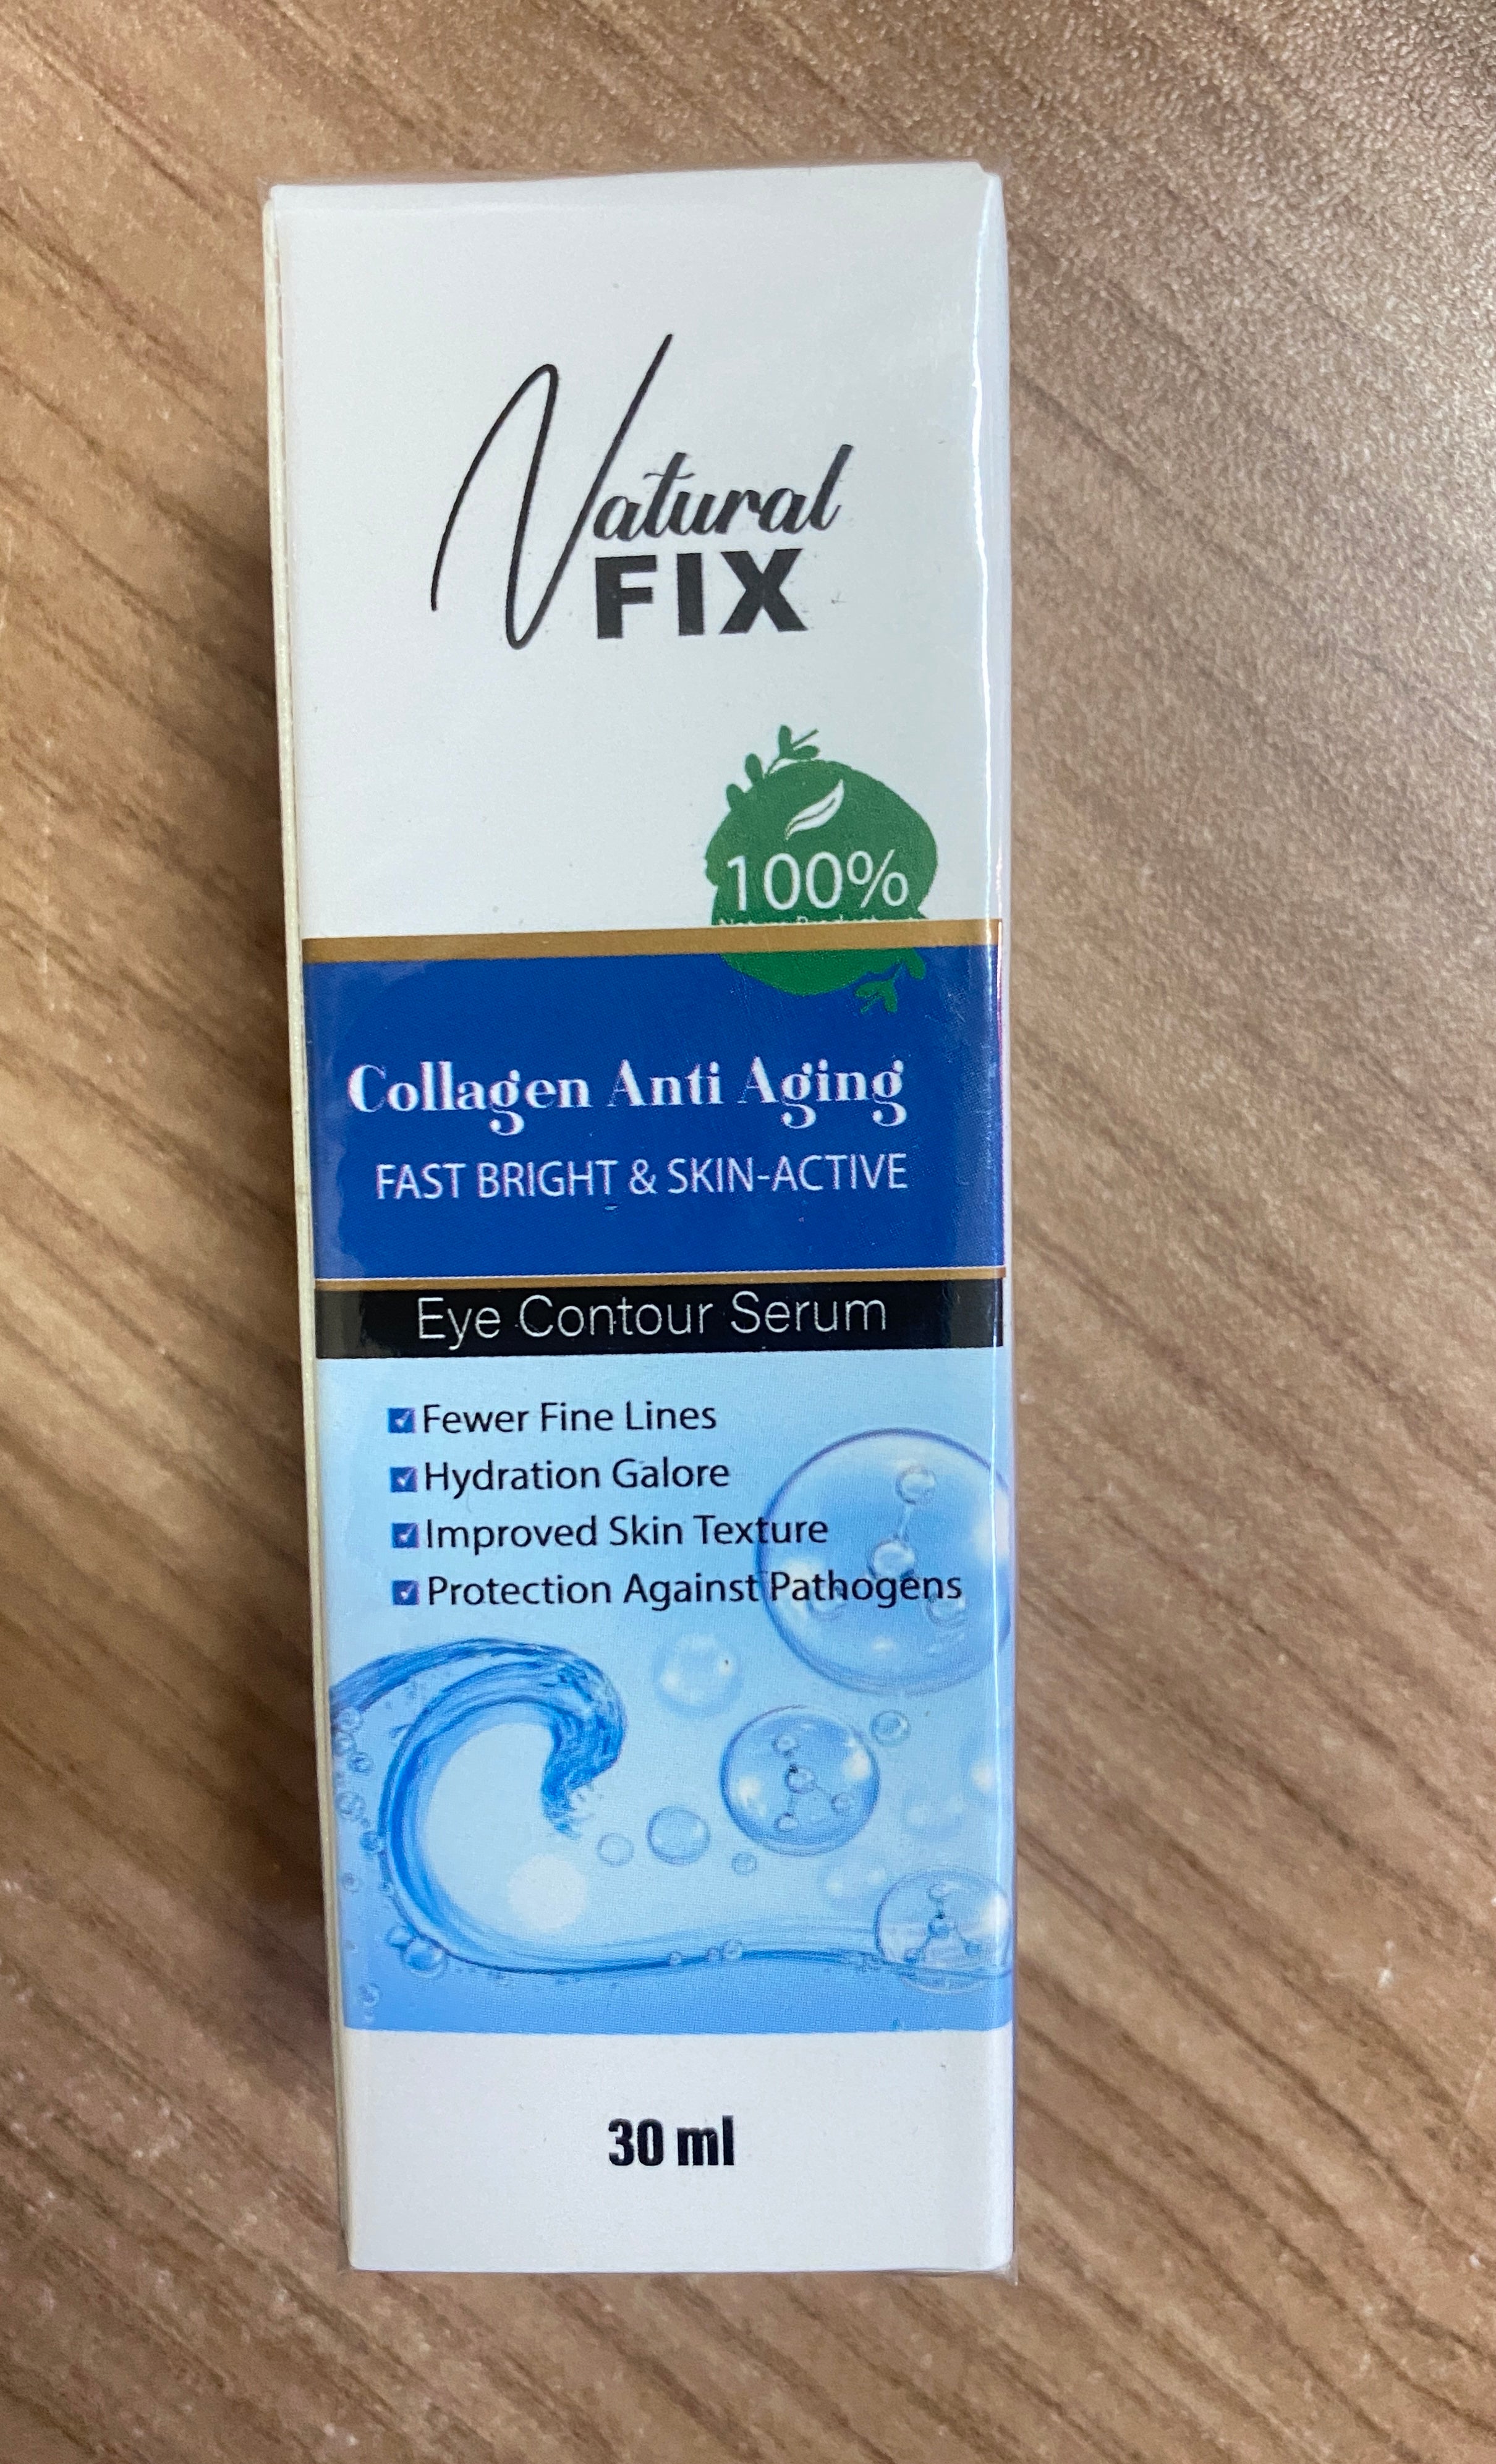 Natural
FIX
100%
Collagen Anti Aging
FAST BRIGHT & SKIN-ACTIVE
Eye Contour Serum
Fewer Fine Lines
Hydration Galore
Improved Skin Texture
Protection Against Pathogens
30 ml